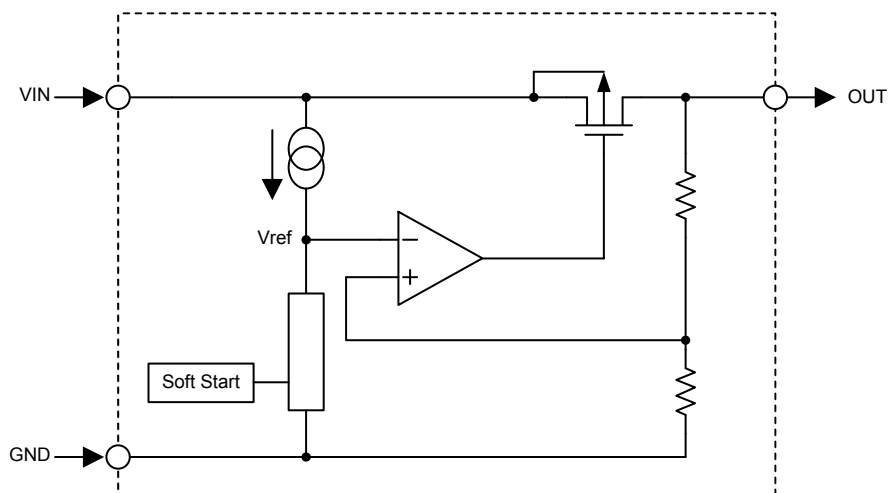 VIN
OUT
Vref
−
+
Soft Start
GND